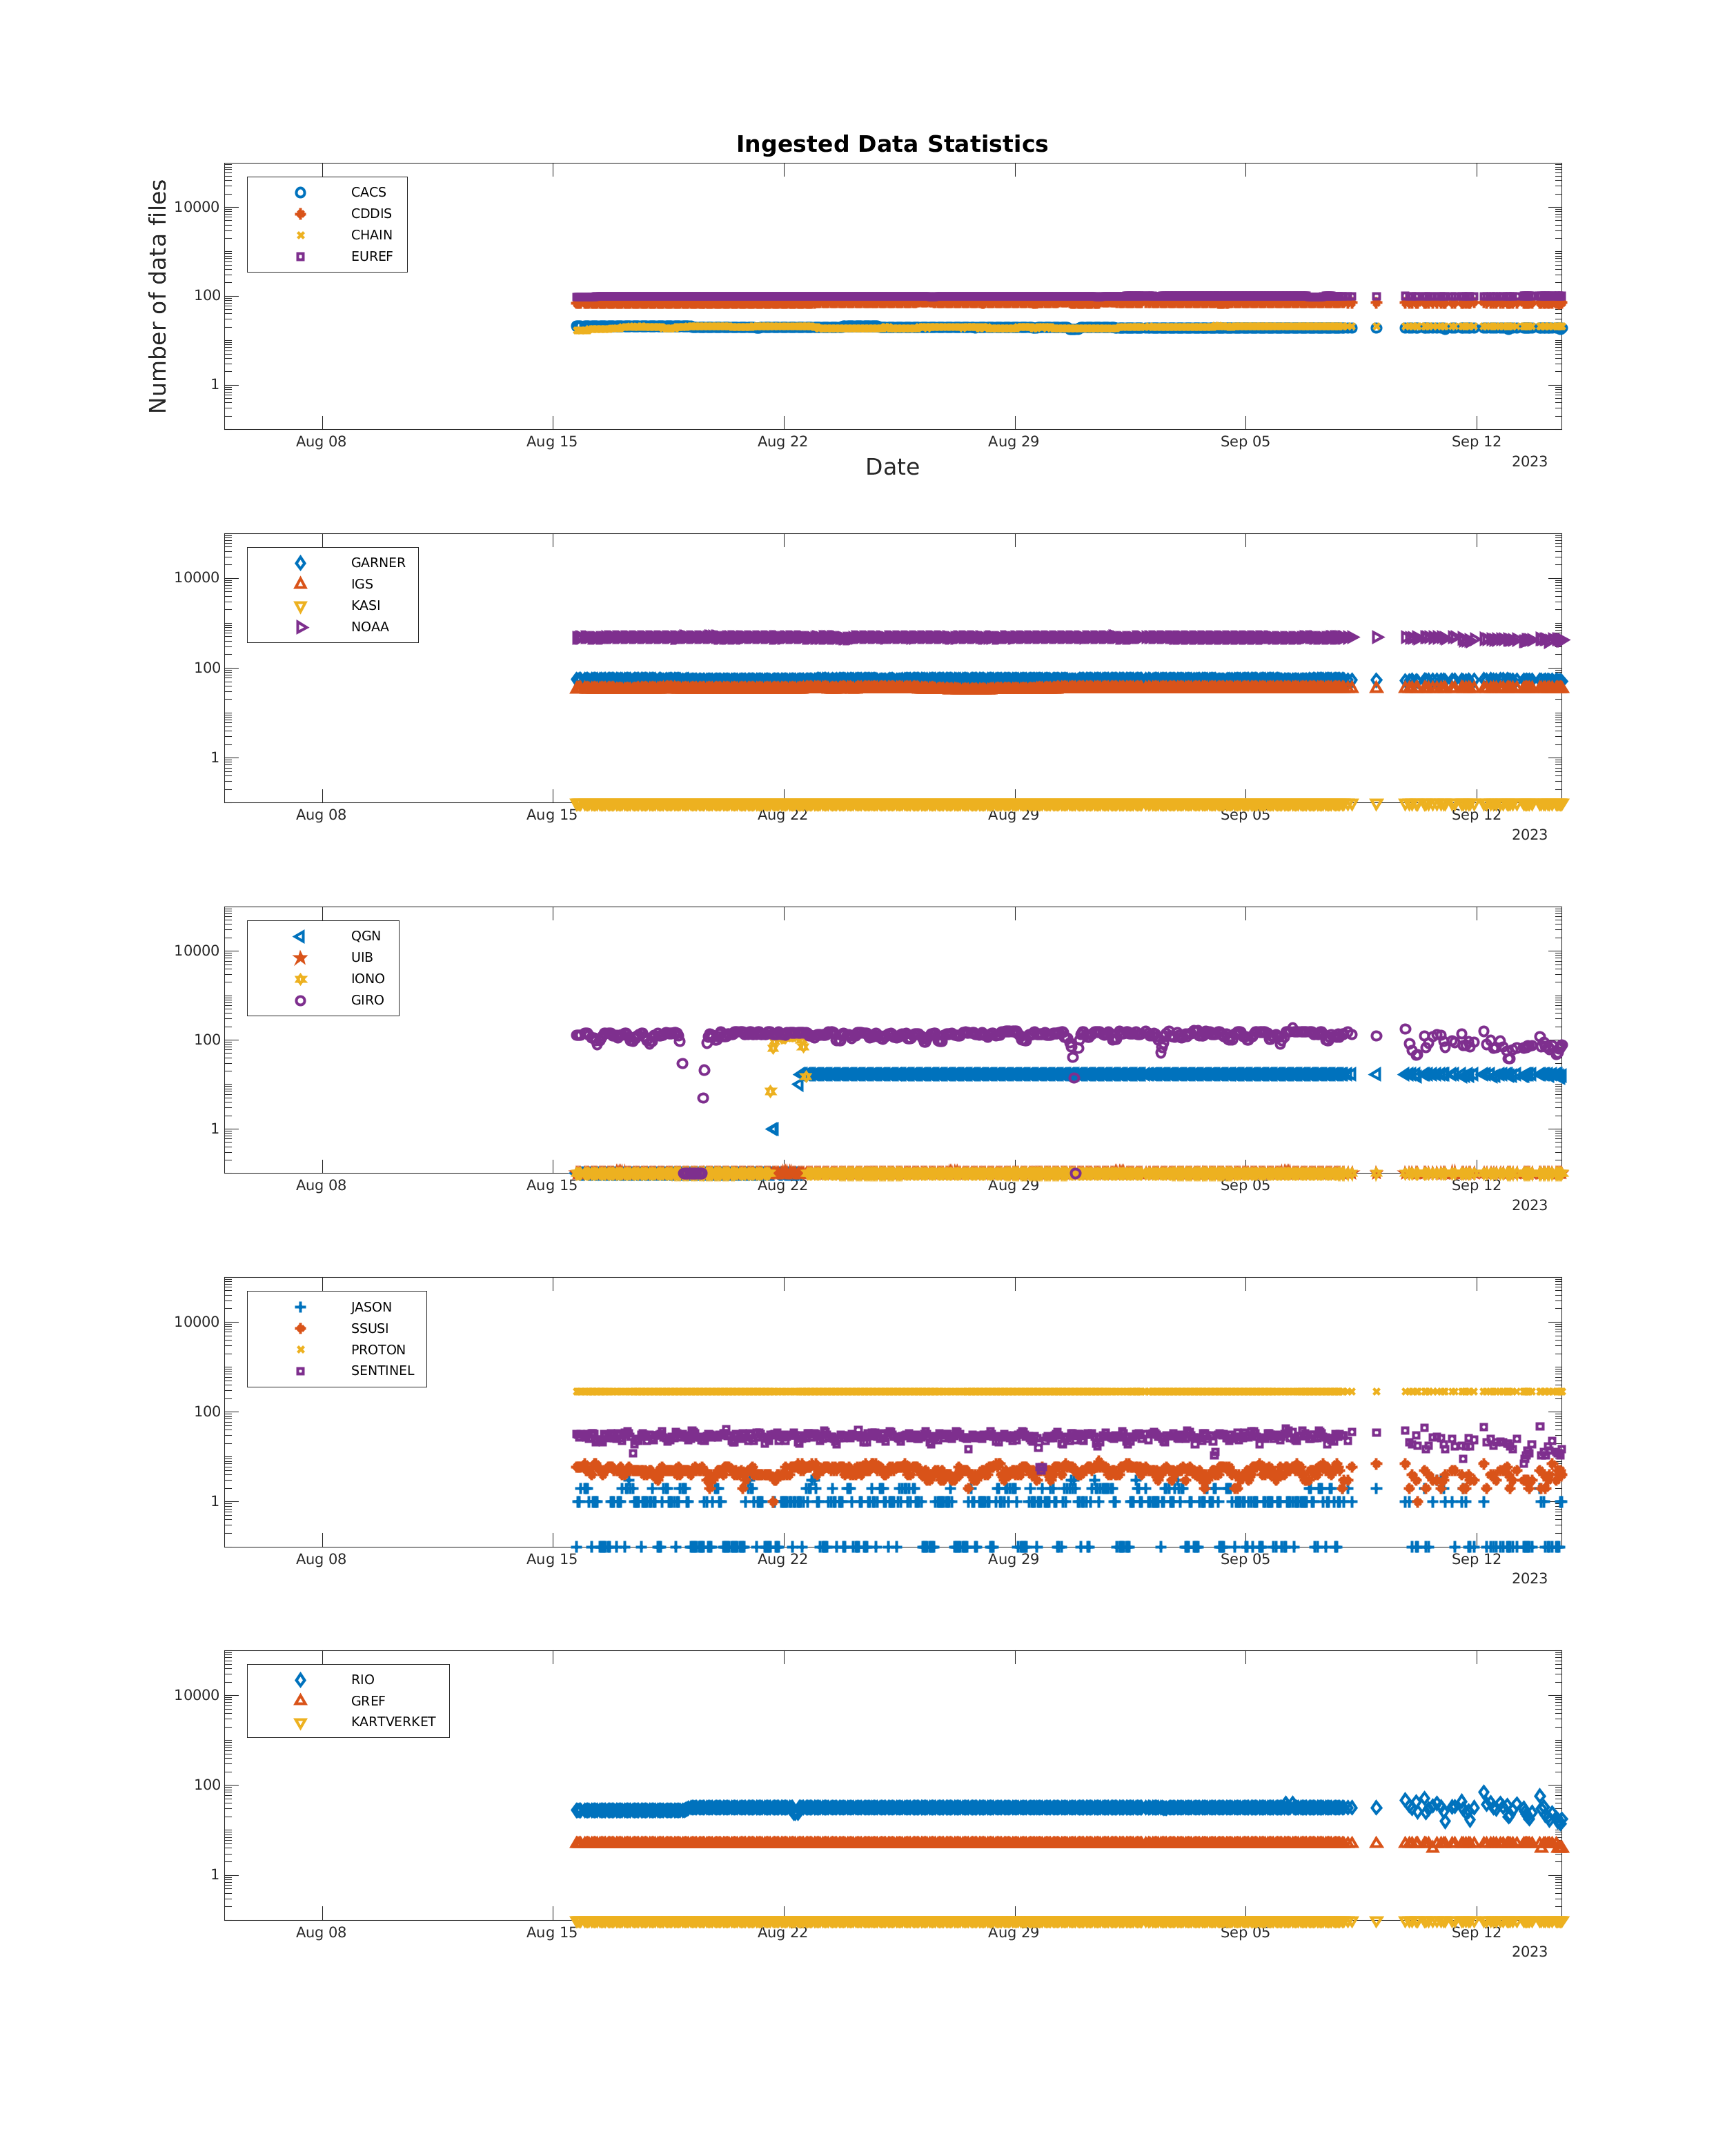 Ingested Data Statistics
Number of data files
CACS
CDDIS
CHAIN
EUREF
10000
100
1
Aug 08 Aug 15 Aug 22 Aug 29 Sep 05 Sep 12
2023
Date
GARNER
IGS
KASI
NOAA
10000
100
1
Aug 08 Aug 15 Aug 22 Aug 29 Sep 05 Sep 12
2023
QGN
UIB
IONO
GIRO
10000
100
1
Aug 08 Aug 15 Aug 22 Aug 29 Sep 05 Sep 12
2023
JASON
SSUSI
PROTON
SENTINEL
10000
100
1
Aug 08 Aug 15 Aug 22 Aug 29 Sep 05 Sep 12
2023
RIO
GREF
KARTVERKET
10000
100
1
Aug 08 Aug 15 Aug 22 Aug 29 Sep 05 Sep 12
2023